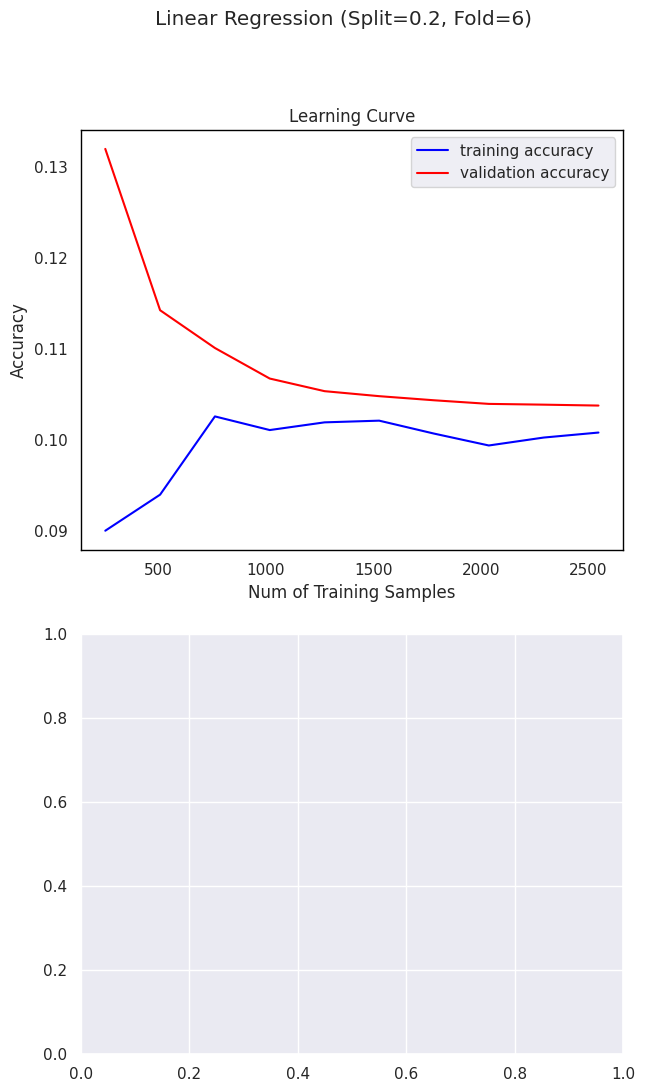 Linear Regression (Split=0.2, Fold=6)
Learning Curve
training accuracy
validation accuracy
0.13
0.12
0.11
0.10
0.09
Accuracy
500 1000 1500 2000 2500
Num of Training Samples
1.0
0.8
0.6
0.4
0.2
0.0
0.0 0.2 0.4 0.6 0.8 1.0